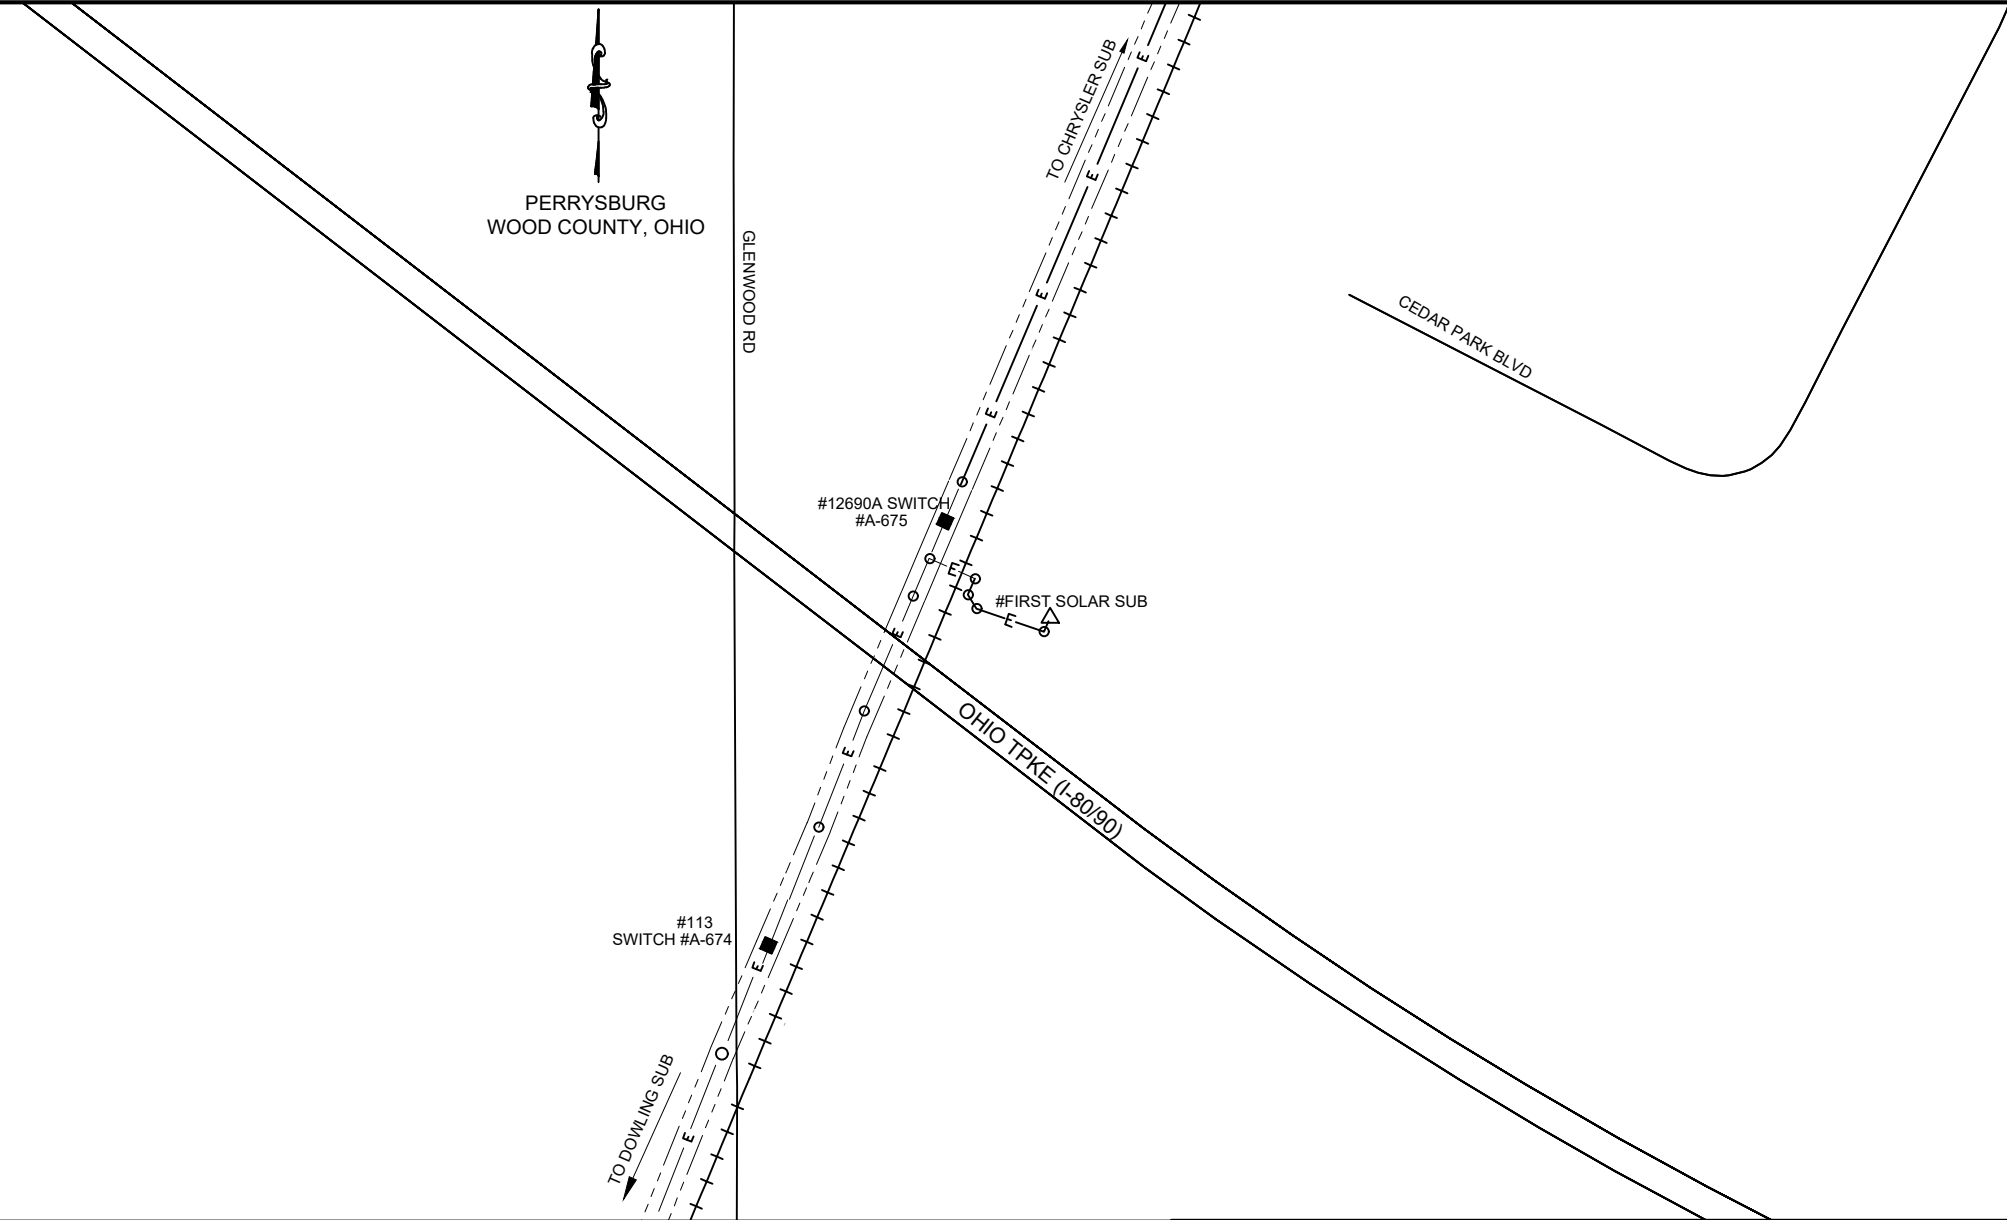 TO CHRYSLER SUB
E
E
PERRYSBURG
WOOD COUNTY, OHIO
GLENWOOD RD
E
CEDAR PARK BLVD
E
#12690A SWITCH
#A-675
E
#FIRST SOLAR SUB
E
E
OHIO TPKE (I-80/90)
E
#113
SWITCH #A-674
E
TO DOWLING SUB
E